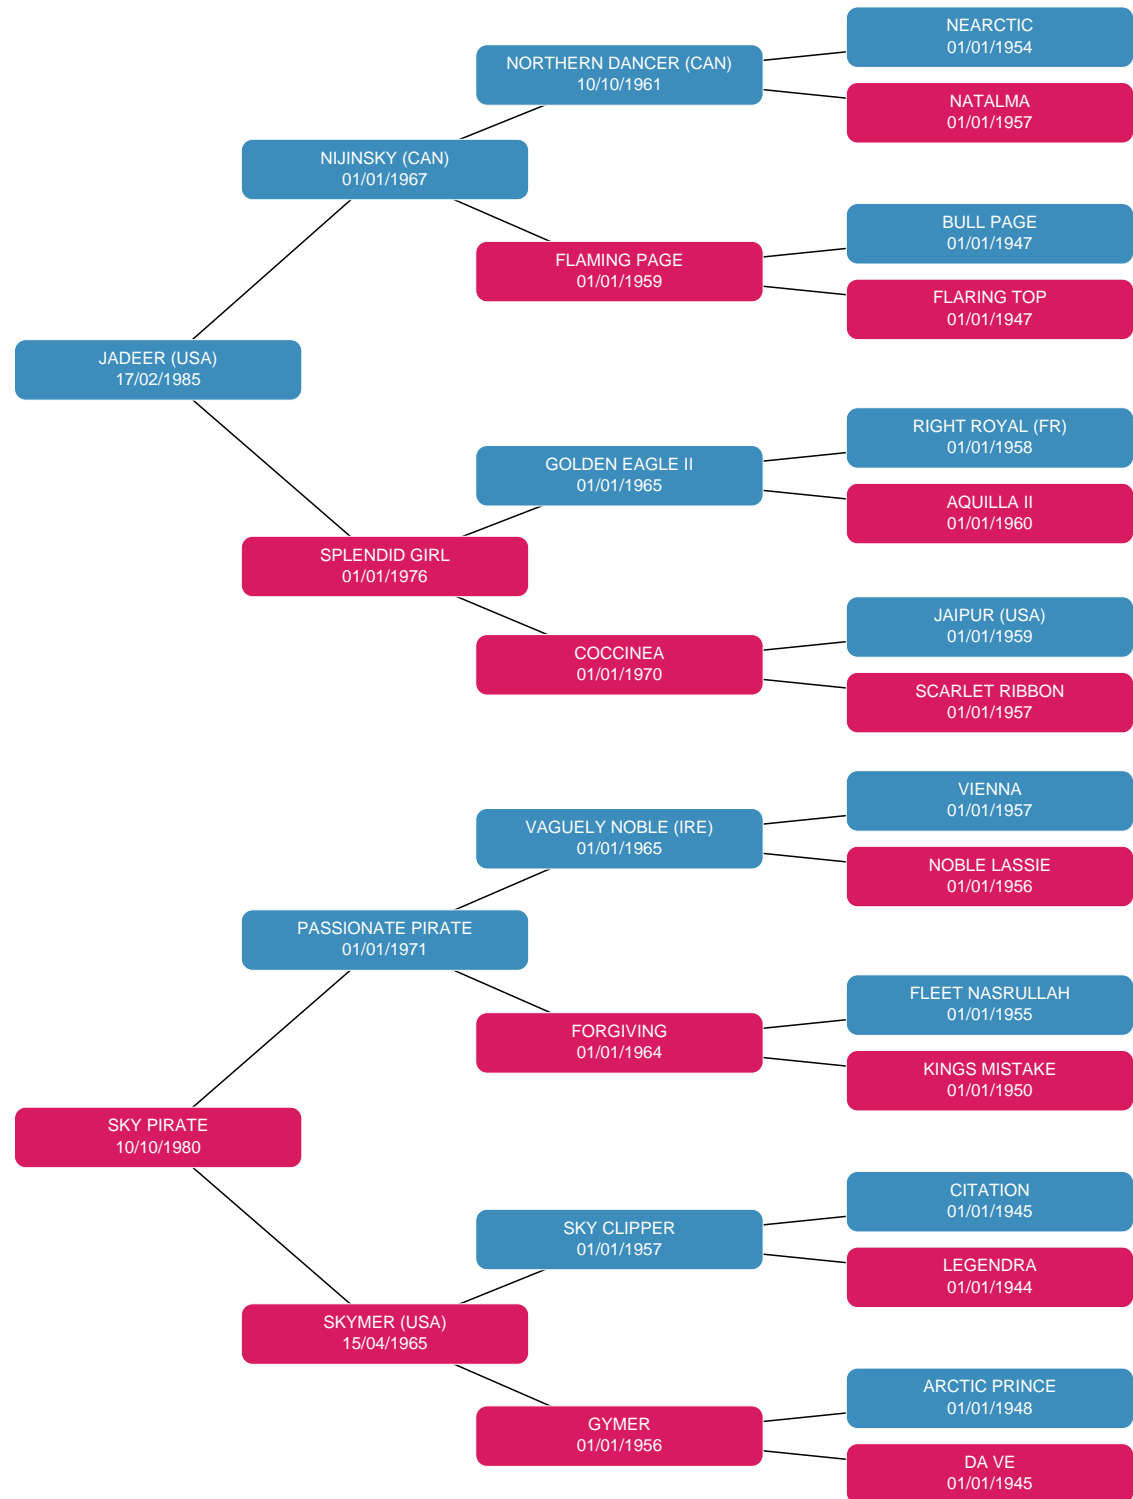 NEARCTIC
01/01/1954
NORTHERN DANCER (CAN)
10/10/1961
NATALMA
01/01/1957
NIJINSKY (CAN)
01/01/1967
BULL PAGE
01/01/1947
FLAMING PAGE
01/01/1959
FLARING TOP
01/01/1947
JADEER (USA)
17/02/1985
RIGHT ROYAL (FR)
01/01/1958
GOLDEN EAGLE II
01/01/1965
AQUILLA II
01/01/1960
SPLENDID GIRL
01/01/1976
JAIPUR (USA)
01/01/1959
COCCINEA
01/01/1970
SCARLET RIBBON
01/01/1957
VIENNA
01/01/1957
VAGUELY NOBLE (IRE)
01/01/1965
NOBLE LASSIE
01/01/1956
PASSIONATE PIRATE
01/01/1971
FLEET NASRULLAH
01/01/1955
FORGIVING
01/01/1964
KINGS MISTAKE
01/01/1950
SKY PIRATE
10/10/1980
CITATION
01/01/1945
SKY CLIPPER
01/01/1957
LEGENDRA
01/01/1944
SKYMER (USA)
15/04/1965
ARCTIC PRINCE
01/01/1948
GYMER
01/01/1956
DA VE
01/01/1945